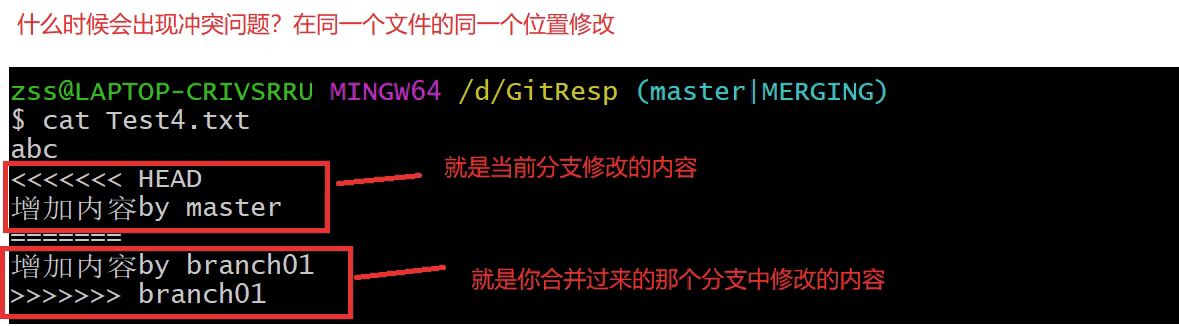 什么时候会出现冲突问题？在同一个文件的同一个位置修改
zss@LAPTOP-CRIVSRRU MINGW64 /d/GitResp (master|MERGING)
$ cat Test4.txt
abc
<<<<<<< HEAD
就是当前分支修改的内容
增加内容by master
=======
增加内容by branch01
就是你合并过来的那个分支中修改的内容
>>>>>>> branch01